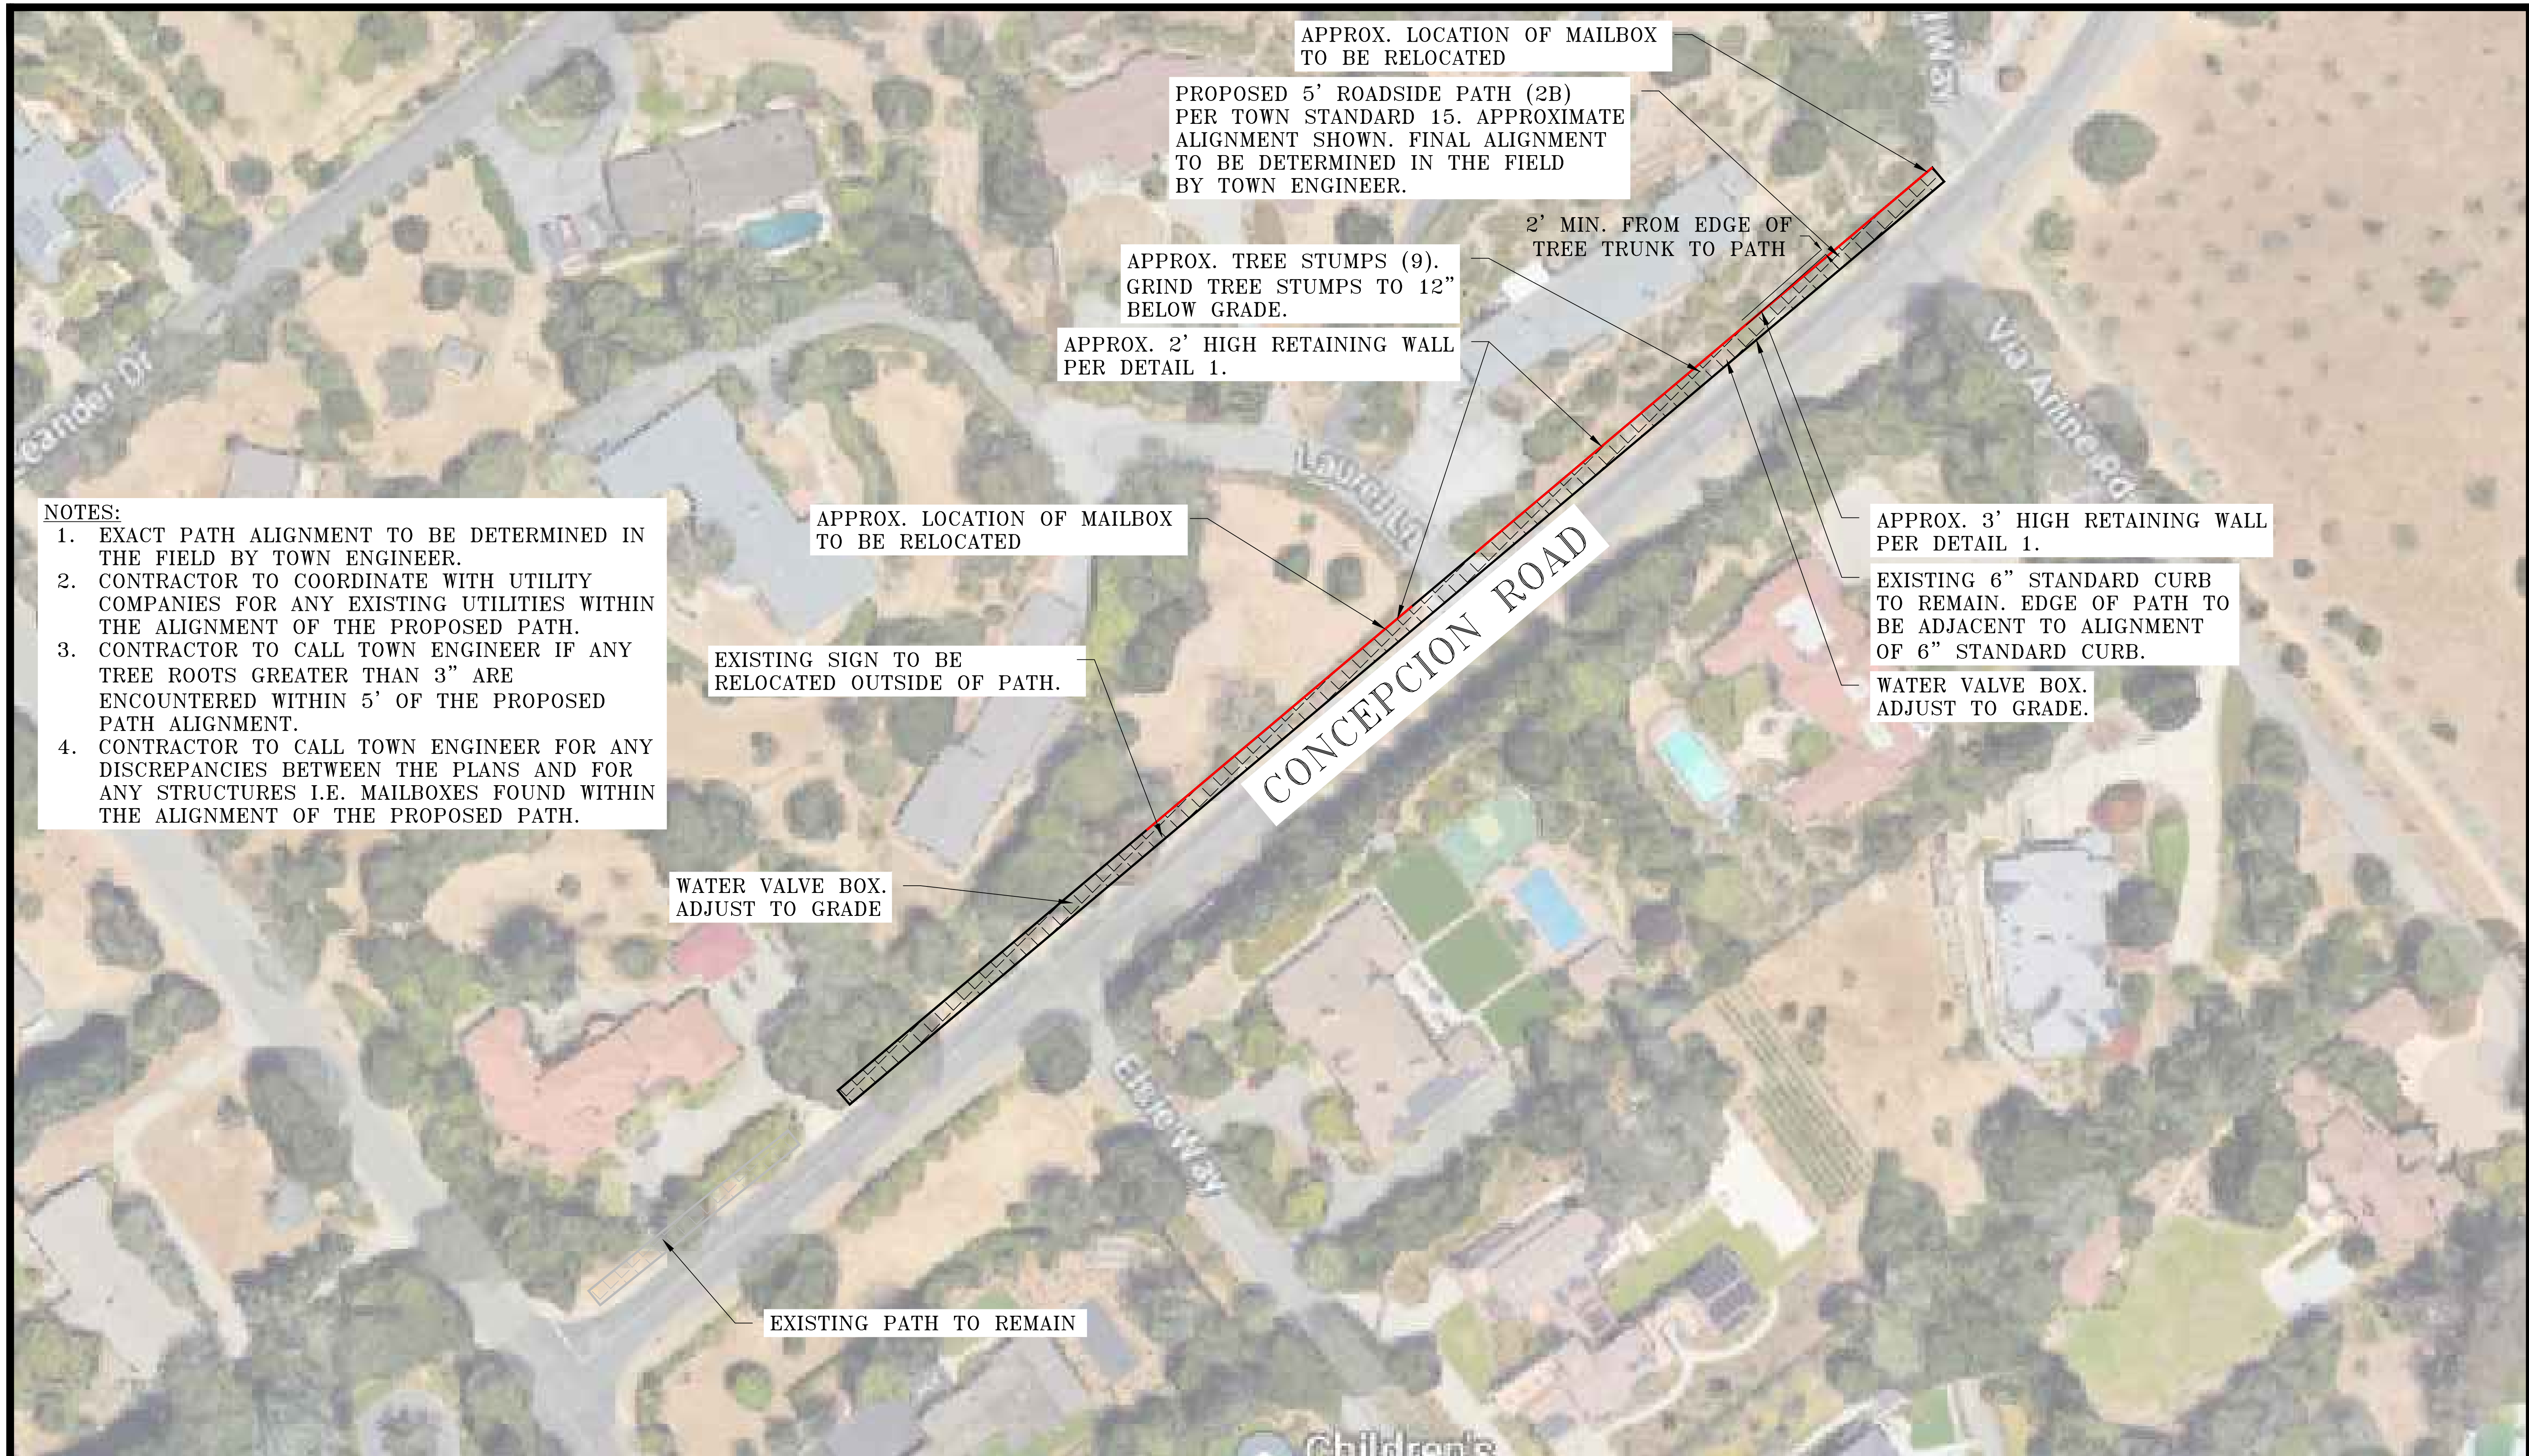 APPROX. LOCATION OF MAILBOX
TO BE RELOCATED
PROPOSED 5' ROADSIDE PATH (2B)
PER TOWN STANDARD 15. APPROXIMATE
ALIGNMENT SHOWN. FINAL ALIGNMENT
TO BE DETERMINED IN THE FIELD
BY TOWN ENGINEER.
2' MIN. FROM EDGE OF
TREE TRUNK TO PATH
APPROX. TREE STUMPS (9).
GRIND TREE STUMPS TO 12"
BELOW GRADE.
APPROX. 2' HIGH RETAINING WALL
PER DETAIL 1.
Via Arline Rd
Leander Dr
Laurel Ln
NOTES:
1. EXACT PATH ALIGNMENT TO BE DETERMINED IN
THE FIELD BY TOWN ENGINEER.
2. CONTRACTOR TO COORDINATE WITH UTILITY
COMPANIES FOR ANY EXISTING UTILITIES WITHIN
THE ALIGNMENT OF THE PROPOSED PATH.
3. CONTRACTOR TO CALL TOWN ENGINEER IF ANY
TREE ROOTS GREATER THAN 3" ARE
ENCOUNTERED WITHIN 5' OF THE PROPOSED
PATH ALIGNMENT.
4. CONTRACTOR TO CALL TOWN ENGINEER FOR ANY
DISCREPANCIES BETWEEN THE PLANS AND FOR
ANY STRUCTURES I.E. MAILBOXES FOUND WITHIN
THE ALIGNMENT OF THE PROPOSED PATH.
APPROX. LOCATION OF MAILBOX
TO BE RELOCATED
APPROX. 3' HIGH RETAINING WALL
PER DETAIL 1.
EXISTING 6" STANDARD CURB
TO REMAIN. EDGE OF PATH TO
BE ADJACENT TO ALIGNMENT
OF 6" STANDARD CURB.
WATER VALVE BOX.
ADJUST TO GRADE.
CONCEPCION ROAD
EXISTING SIGN TO BE
RELOCATED OUTSIDE OF PATH.
WATER VALVE BOX.
ADJUST TO GRADE
EXISTING PATH TO REMAIN
Children's